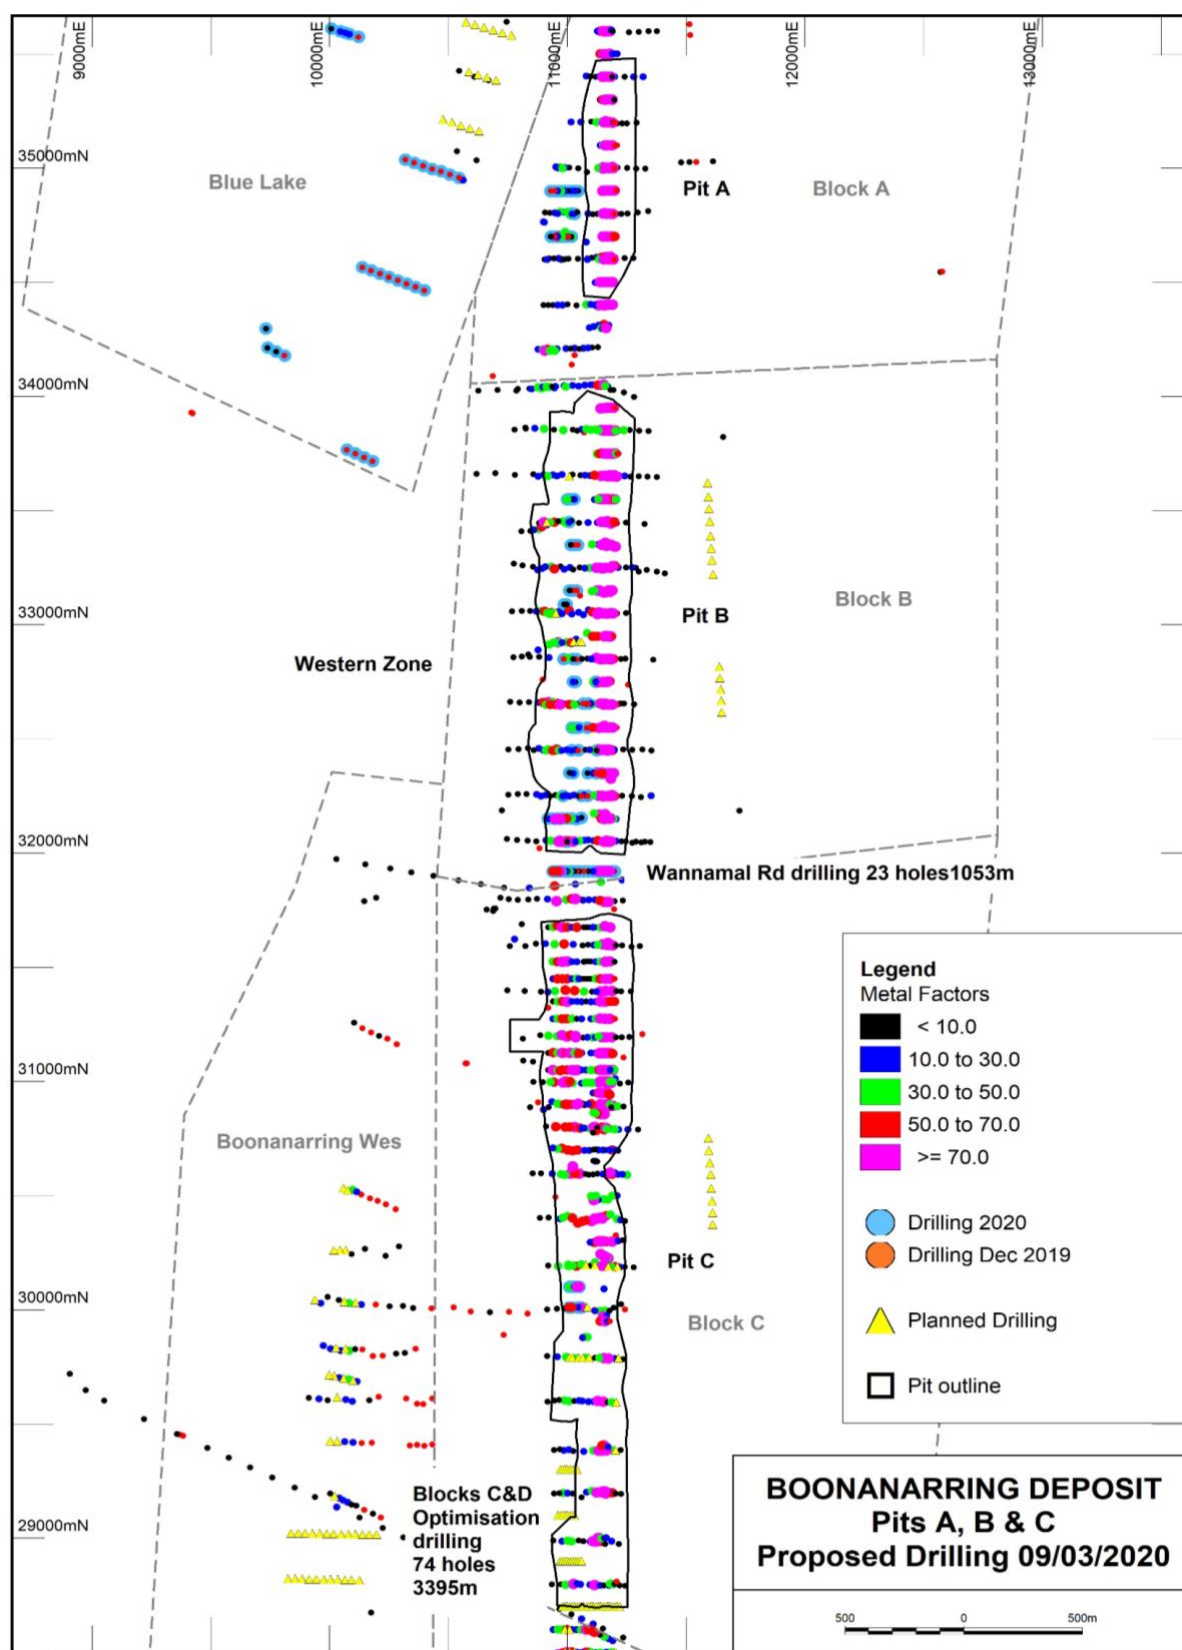 9000mE
10000mE
11000mE
12000mE
13000mE
35000mN
Blue Lake
Pit A
Block A
34000mN
33000mN
Pit B
Block B
Western Zone
32000mN
Wannamal Rd drilling 23 holes1053m
Legend
Metal Factors
< 10.0
10.0 to 30.0
30.0 to 50.0
50.0 to 70.0
>= 70.0
Drilling 2020
Drilling Dec 2019
Planned Drilling
Pit outline
31000mN
Boonanarring Wes
Pit C
30000mN
Block C
Blocks C&D
Optimisation
drilling
74 holes
3395m
29000mN
BOONANARRING DEPOSIT
Pits A, B & C
Proposed Drilling 09/03/2020
500 0 500m